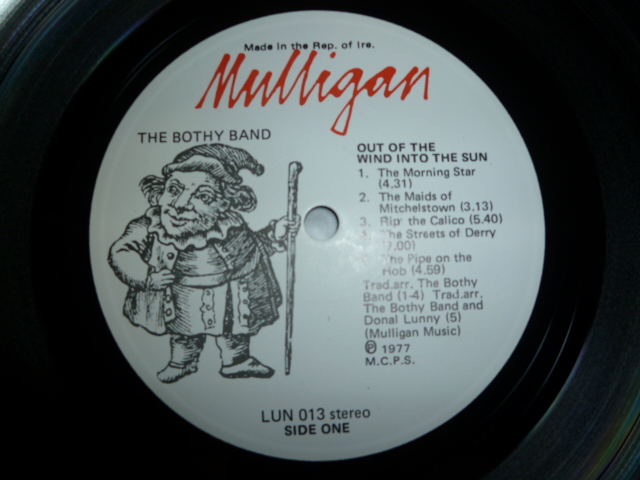 Made in the Rep. of Ire.
Mulligan
THE BOTHY BAND
OUT OF THE
WIND INTO THE SUN
1. The Morning Star
(4.31)
2. The Maids of
Mitchelstown (3.13)
3. Rip the Calico (5.40)
The Streets of Derry
The Pipe on the
Hob (4.59)
Trad.arr. The Bothy
Band (1-4) Trad.arr.
The Bothy Band and
Donal Lunny (5)
(Mulligan Music)
℗ 1977
M.C.P.S.
LUN 013 stereo
SIDE ONE